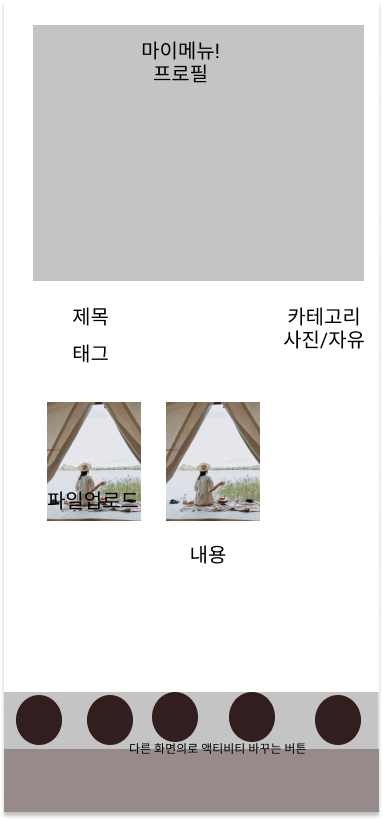 마이메뉴!
프로필
제목
카테고리
사진/자유
태그
파일업로드
내용
다른 화면의로 액티비티 바꾸는 버튼